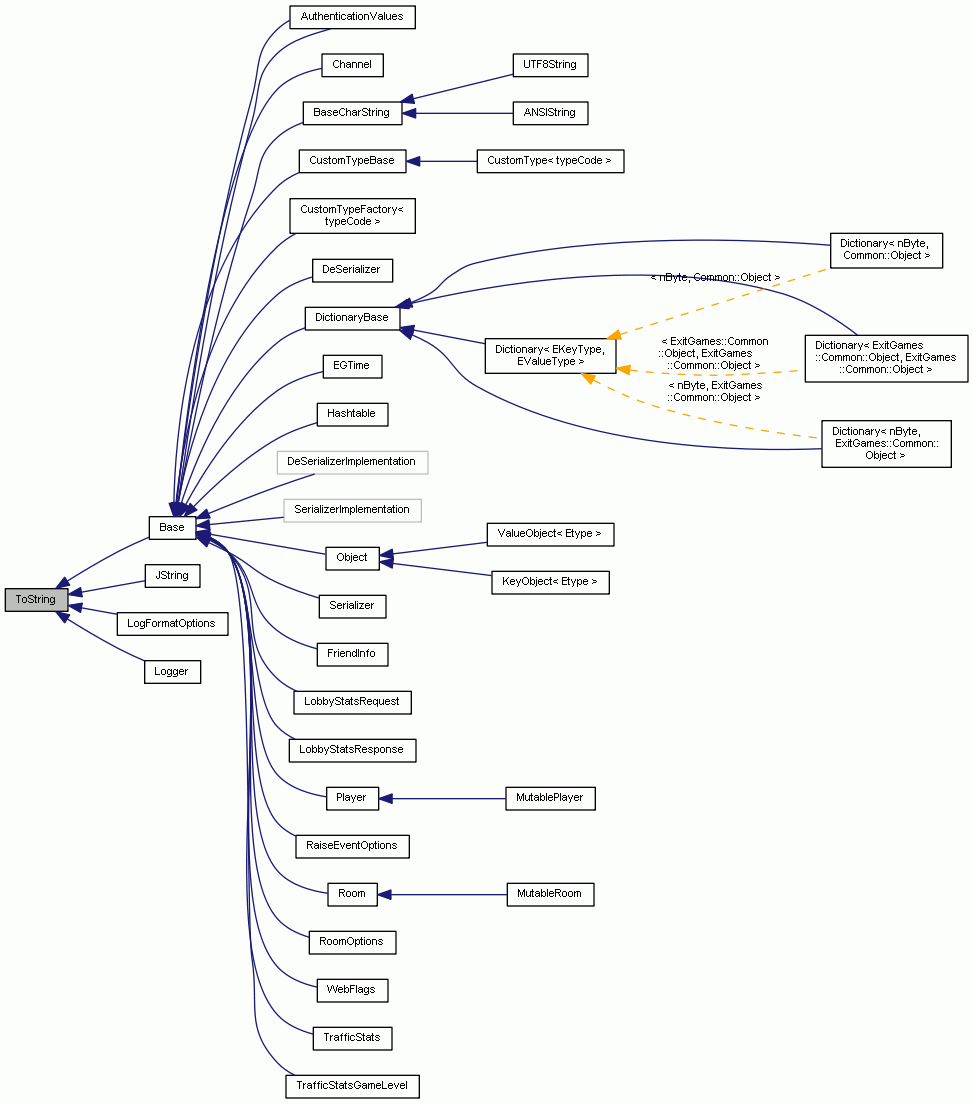 AuthenticationValues
Channel
UTF8String
BaseCharString
ANSIString
CustomTypeBase
CustomType< typeCode >
CustomTypeFactory<
typeCode >
DeSerializer
Dictionary< nByte,
Common::Object >
< nByte, Common::Object >
DictionaryBase
Dictionary< EKeyType,
EValueType >
< ExitGames::Common
::Object, ExitGames
::Common::Object >
Dictionary< ExitGames
::Common::Object, ExitGames
::Common::Object >
EGTime
< nByte, ExitGames
::Common::Object >
Hashtable
Dictionary< nByte,
ExitGames::Common::
Object >
DeSerializerImplementation
SerializerImplementation
Base
ValueObject< Etype >
Object
KeyObject< Etype >
JString
ToString
Serializer
LogFormatOptions
FriendInfo
Logger
LobbyStatsRequest
LobbyStatsResponse
Player
MutablePlayer
RaiseEventOptions
Room
MutableRoom
RoomOptions
WebFlags
TrafficStats
TrafficStatsGameLevel